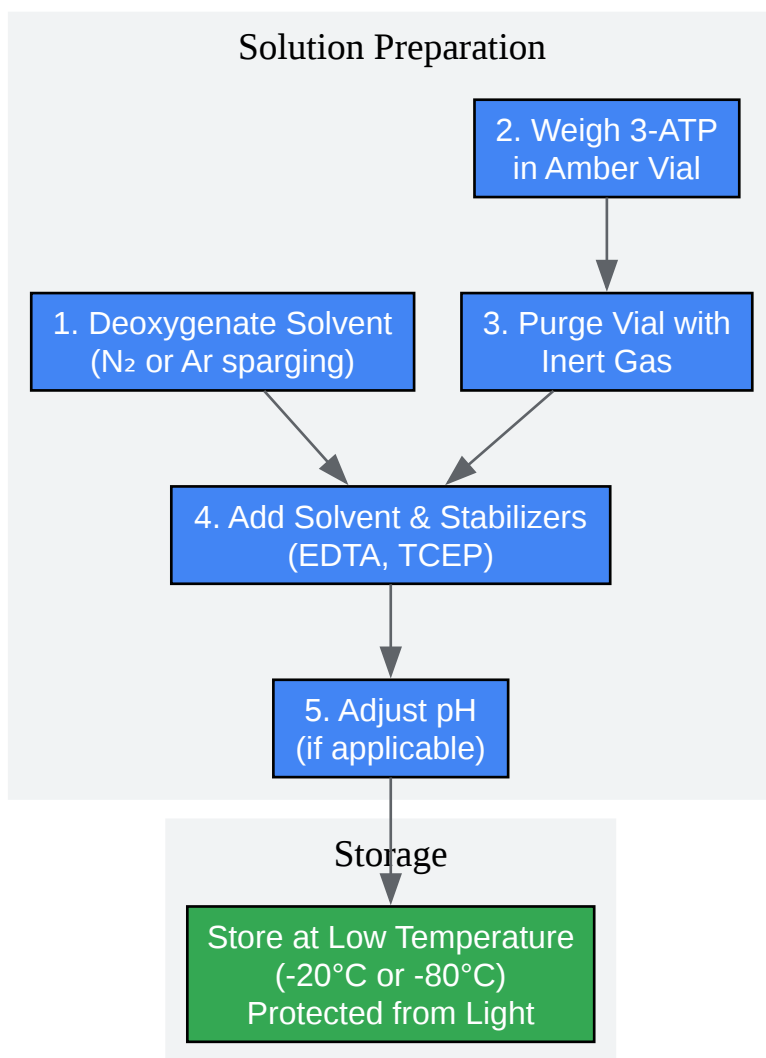 Solution Preparation
2. Weigh 3-ATP
in Amber Vial
1. Deoxygenate Solvent
(N₂ or Ar sparging)
3. Purge Vial with
Inert Gas
4. Add Solvent & Stabilizers
(EDTA, TCEP)
5. Adjust pH
(if applicable)
Storage
Store at Low Temperature
(-20°C or -80°C)
Protected from Light